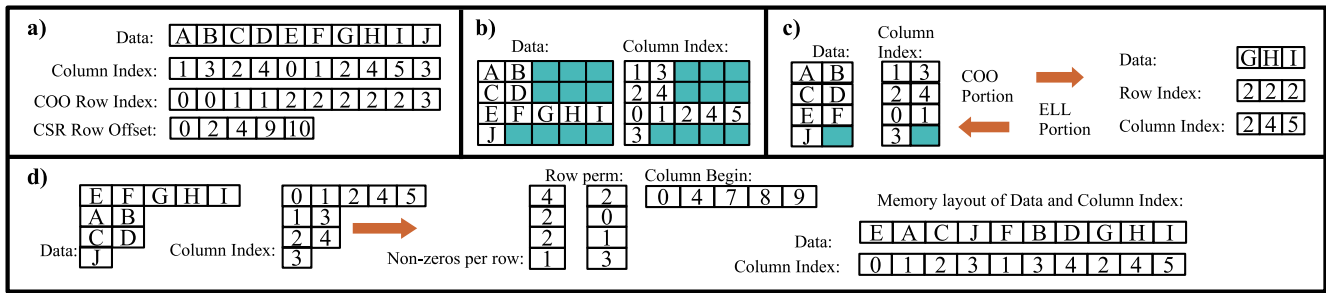 a)
Data: A B C D E F G H I J
Column Index: 1 3 2 4 0 1 2 4 5 3
COO Row Index: 0 0 1 1 2 2 2 2 2 3
CSR Row Offset: 0 2 4 9 10
b)
Data: Column Index:
A B 1 3
C D 2 4
E F G H I 0 1 2 4 5
J 3
c)
Data: Column Index:
A B 1 3
C D 2 4
E F 0 1
J 3
COO Portion
ELL Portion
Data: G H I
Row Index: 2 2 2
Column Index: 2 4 5
d)
E F G H I
A B
C D
Data: J
0 1 2 4 5
1 3
2 4
Column Index: 3
Row perm: Column Begin:
4 2 0 4 7 8 9
2 0
2 1
Non-zeros per row: 1 3
Memory layout of Data and Column Index:
Data: E A C J F B D G H I
Column Index: 0 1 2 3 1 3 4 2 4 5